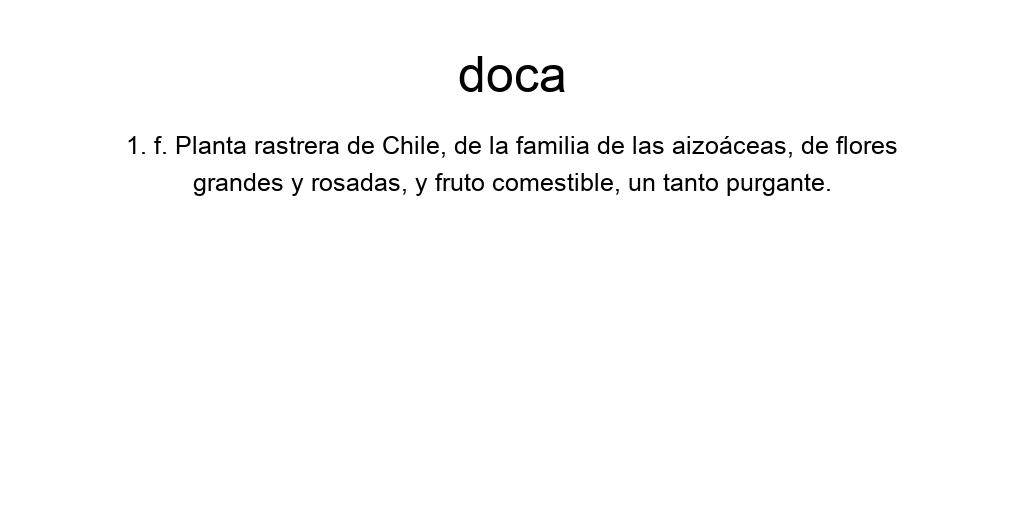 doca
1. f. Planta rastrera de Chile, de la familia de las aizoáceas, de flores
grandes y rosadas, y fruto comestible, un tanto purgante.